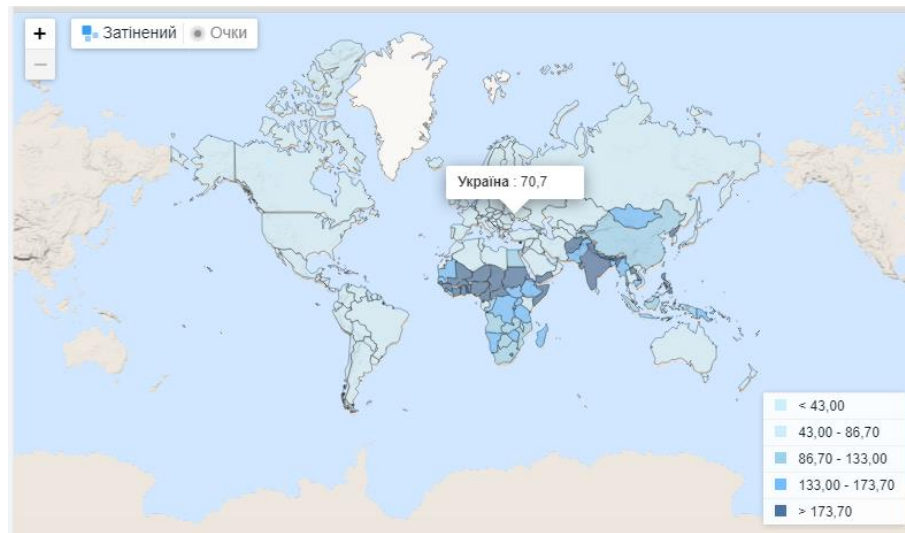 +
Затінений
Очки
−
Україна : 70,7
< 43,00
43,00 - 86,70
86,70 - 133,00
133,00 - 173,70
> 173,70